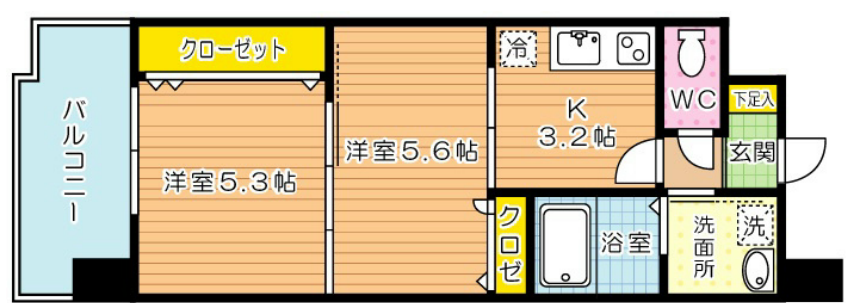 クローゼット
冷
WC
下足入
バルコニー
K
3.2帖
洋室5.6帖
玄関
洋室5.3帖
クロゼ
浴室
洗面所
洗